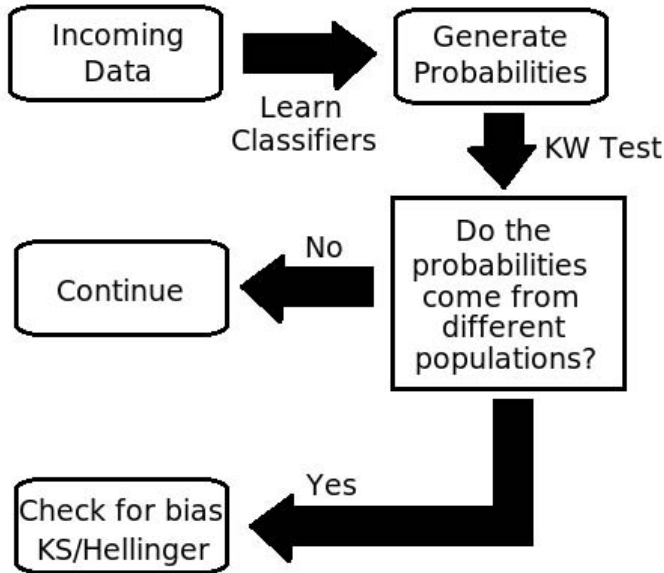 Incoming
Data
Learn
Classifiers
Generate
Probabilities
KW Test
Do the
probabilities
come from
different
populations?
No
Continue
Yes
Check for bias
KS/Hellinger